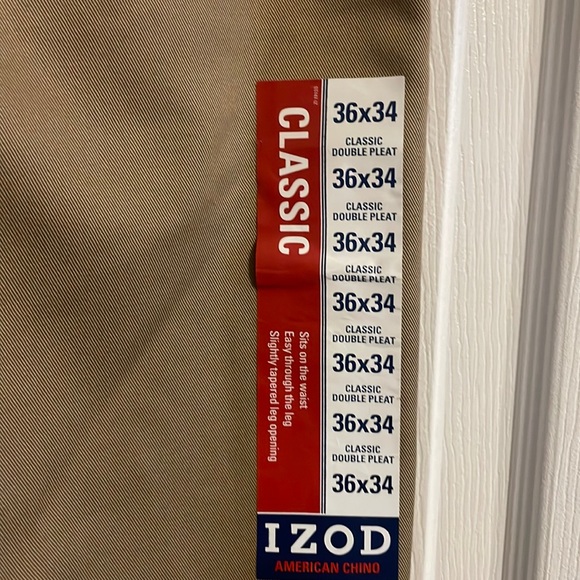 CLASSIC
Sits on the waist
Easy through the leg
Slightly tapered leg opening
36x34
CLASSIC
DOUBLE PLEAT
36x34
CLASSIC
DOUBLE PLEAT
36x34
CLASSIC
DOUBLE PLEAT
36x34
CLASSIC
DOUBLE PLEAT
36x34
CLASSIC
DOUBLE PLEAT
36x34
CLASSIC
DOUBLE PLEAT
36x34
IZOD
AMERICAN CHINO